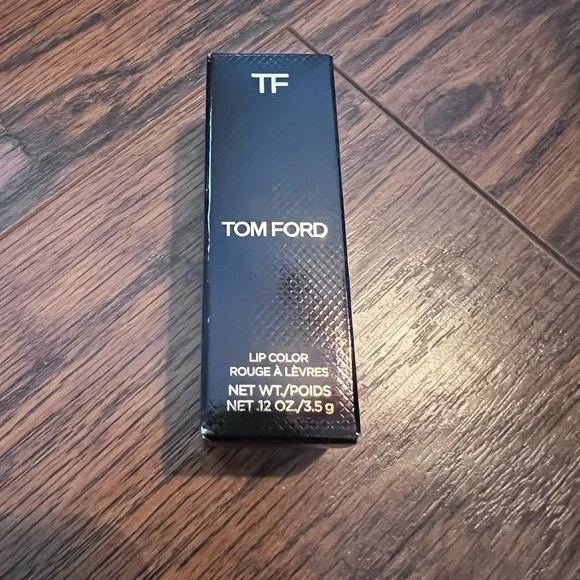 TF
TOM FORD
LIP COLOR
ROUGE À LÈVRES
NET WT./POIDS
NET .12 OZ./3.5 g